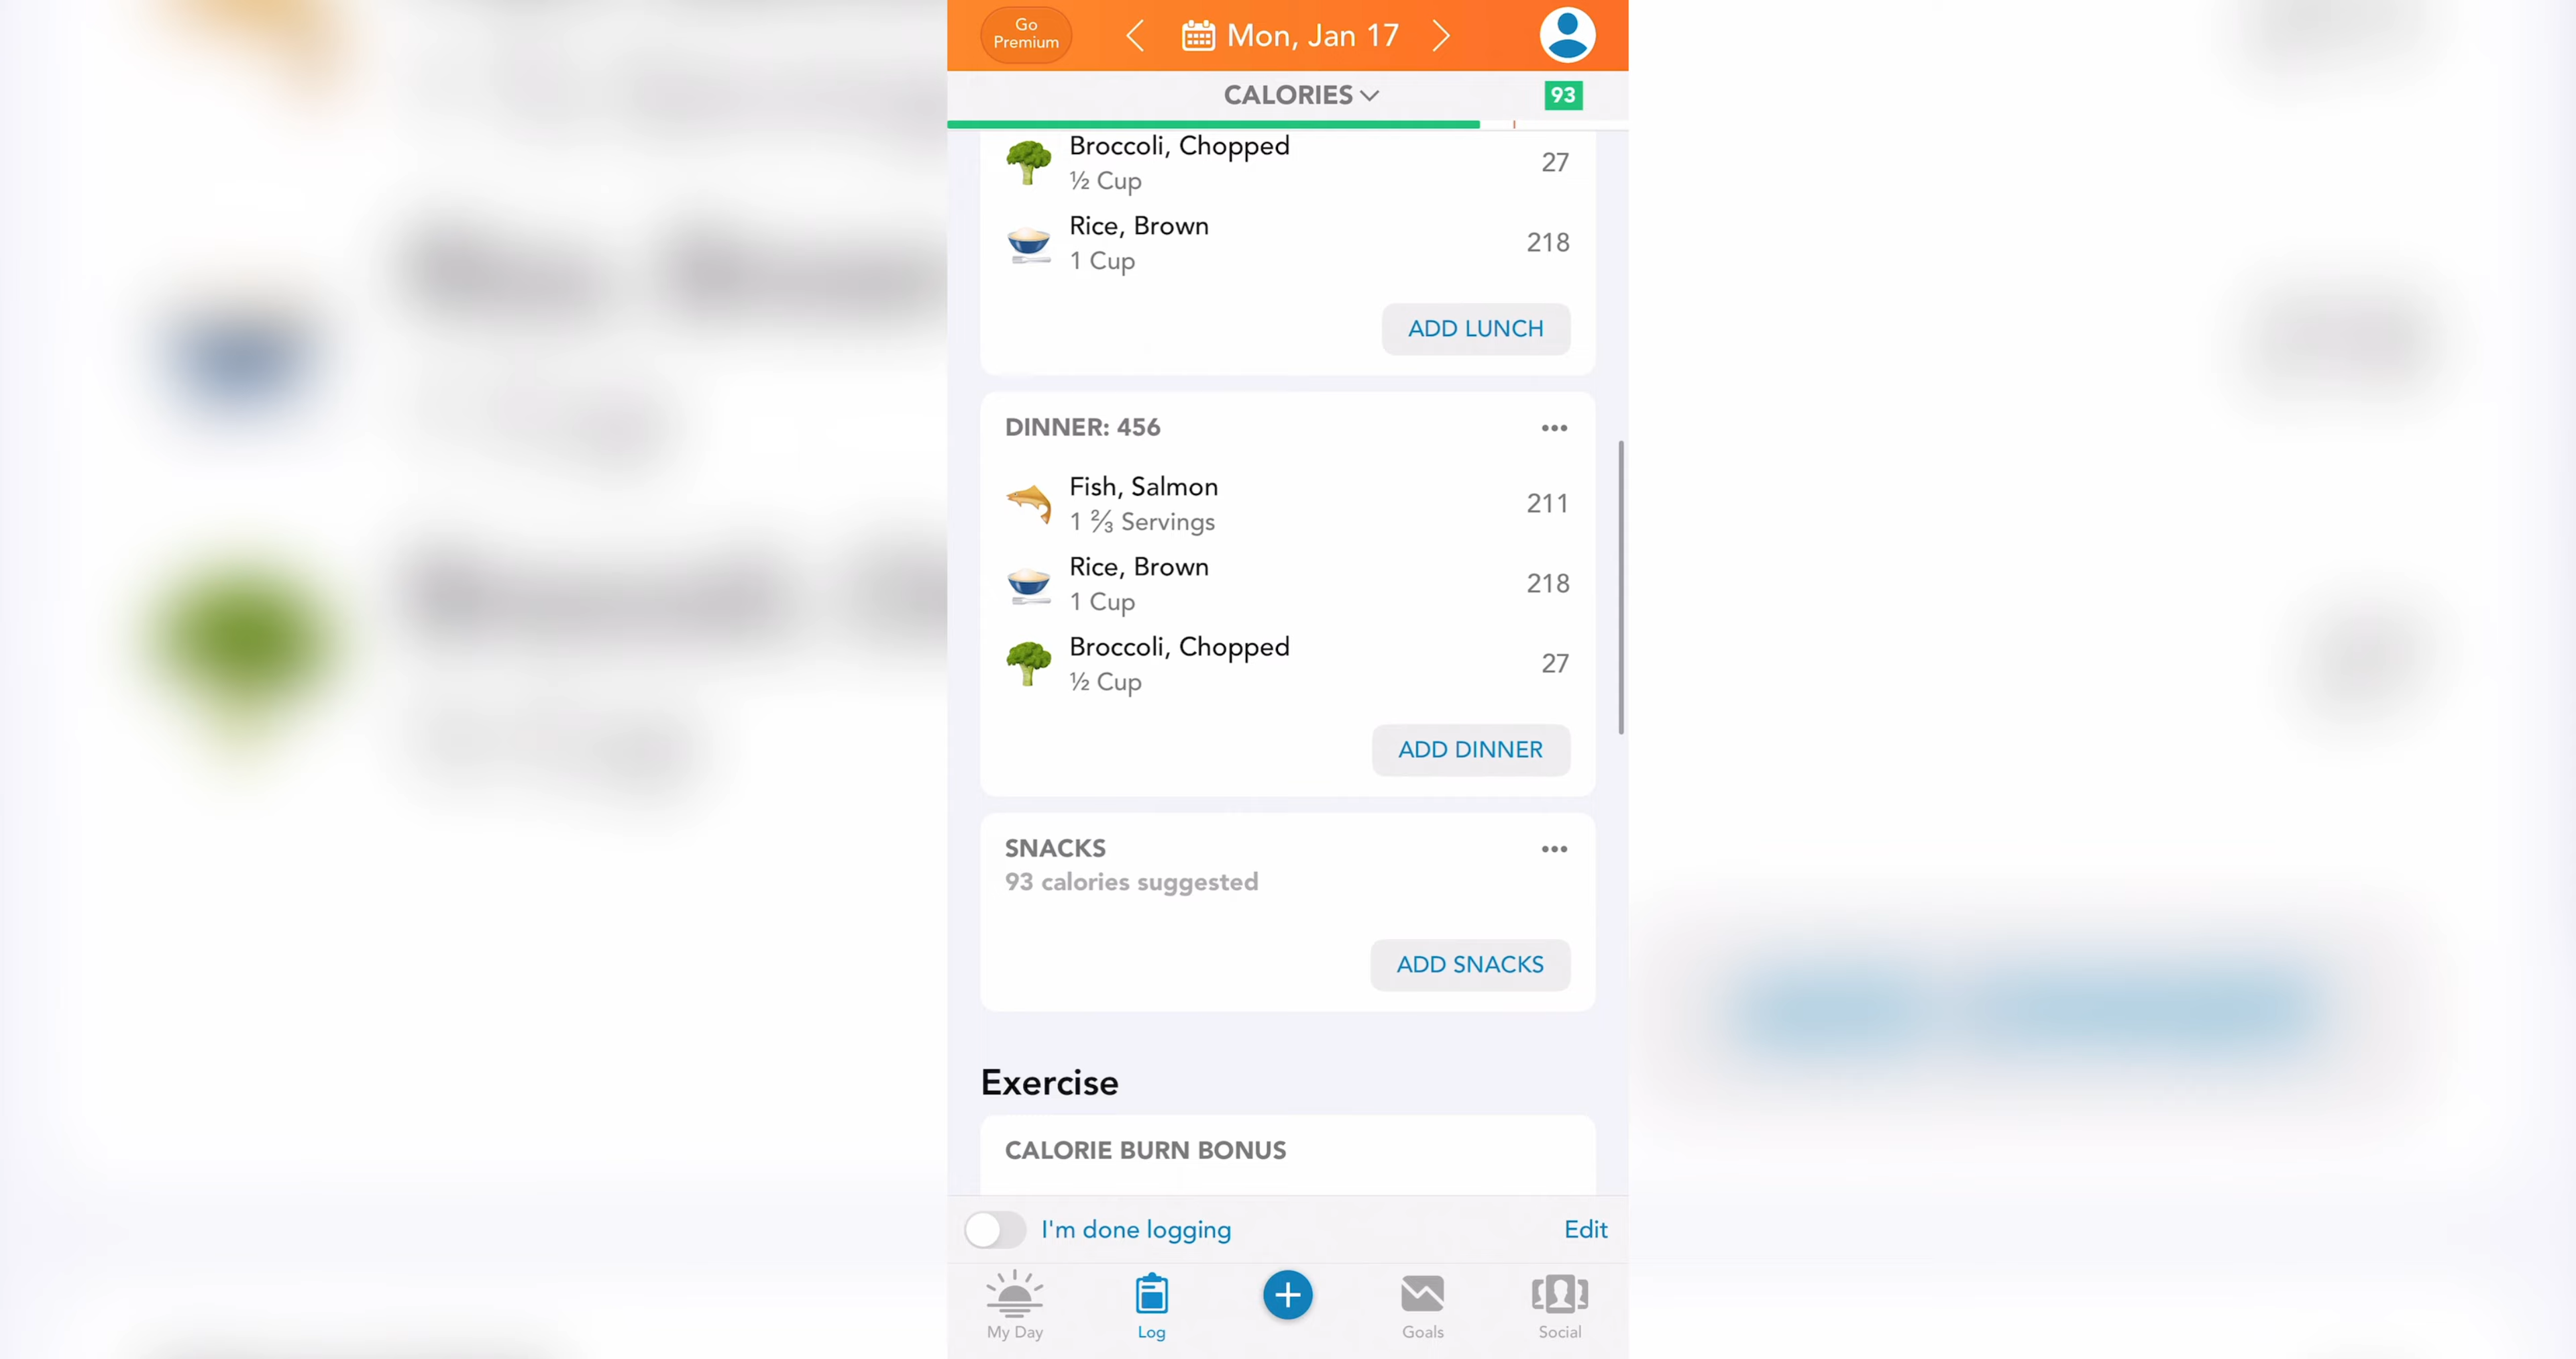 Go
Premium
Mon, Jan 17
CALORIES
93
Broccoli, Chopped
27
½ Cup
Rice, Brown
218
1 Cup
ADD LUNCH
DINNER: 456
Fish, Salmon
211
1 ⅔ Servings
Rice, Brown
218
1 Cup
Broccoli, Chopped
27
½ Cup
ADD DINNER
SNACKS
93 calories suggested
ADD SNACKS
Exercise
CALORIE BURN BONUS
I'm done logging
Edit
My Day
Log
Goals
Social